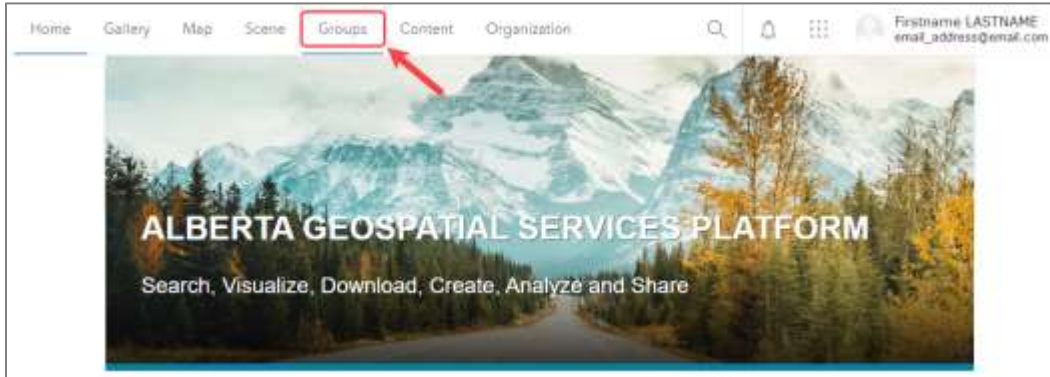 Home Gallery Map Scene Groups Content Organization Firstname LASTNAME
email_address@email.com
ALBERTA GEOSPATIAL SERVICES PLATFORM
Search, Visualize, Download, Create, Analyze and Share